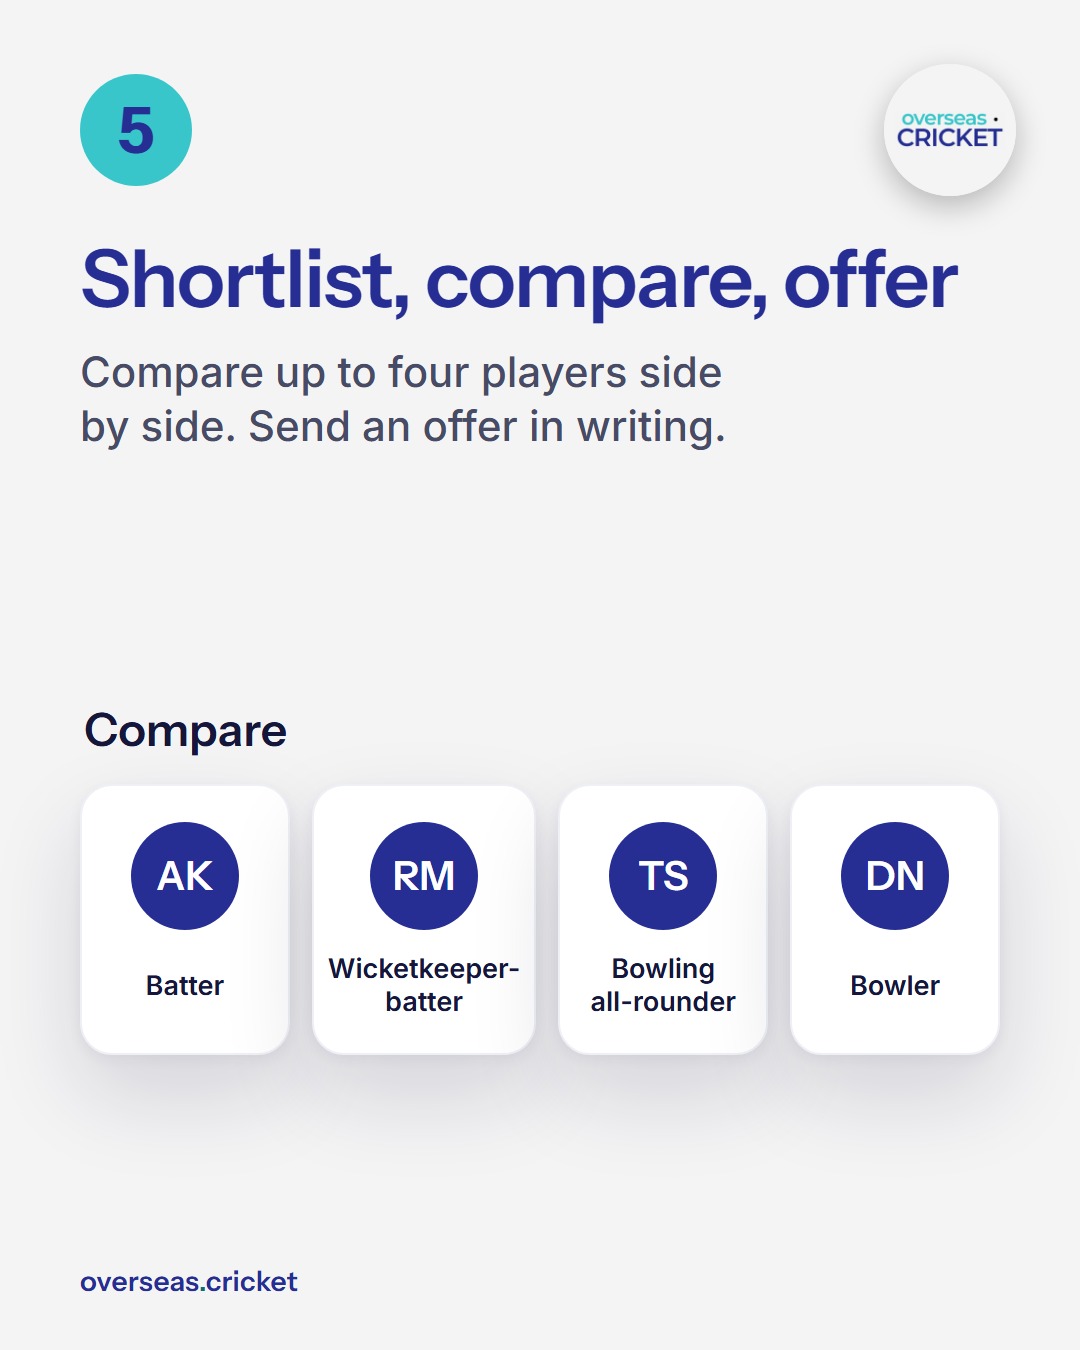 5
overseas ·
CRICKET
Shortlist, compare, offer
Compare up to four players side
by side. Send an offer in writing.
Compare
AK
Batter
RM
Wicketkeeper-
batter
TS
Bowling
all-rounder
DN
Bowler
overseas.cricket